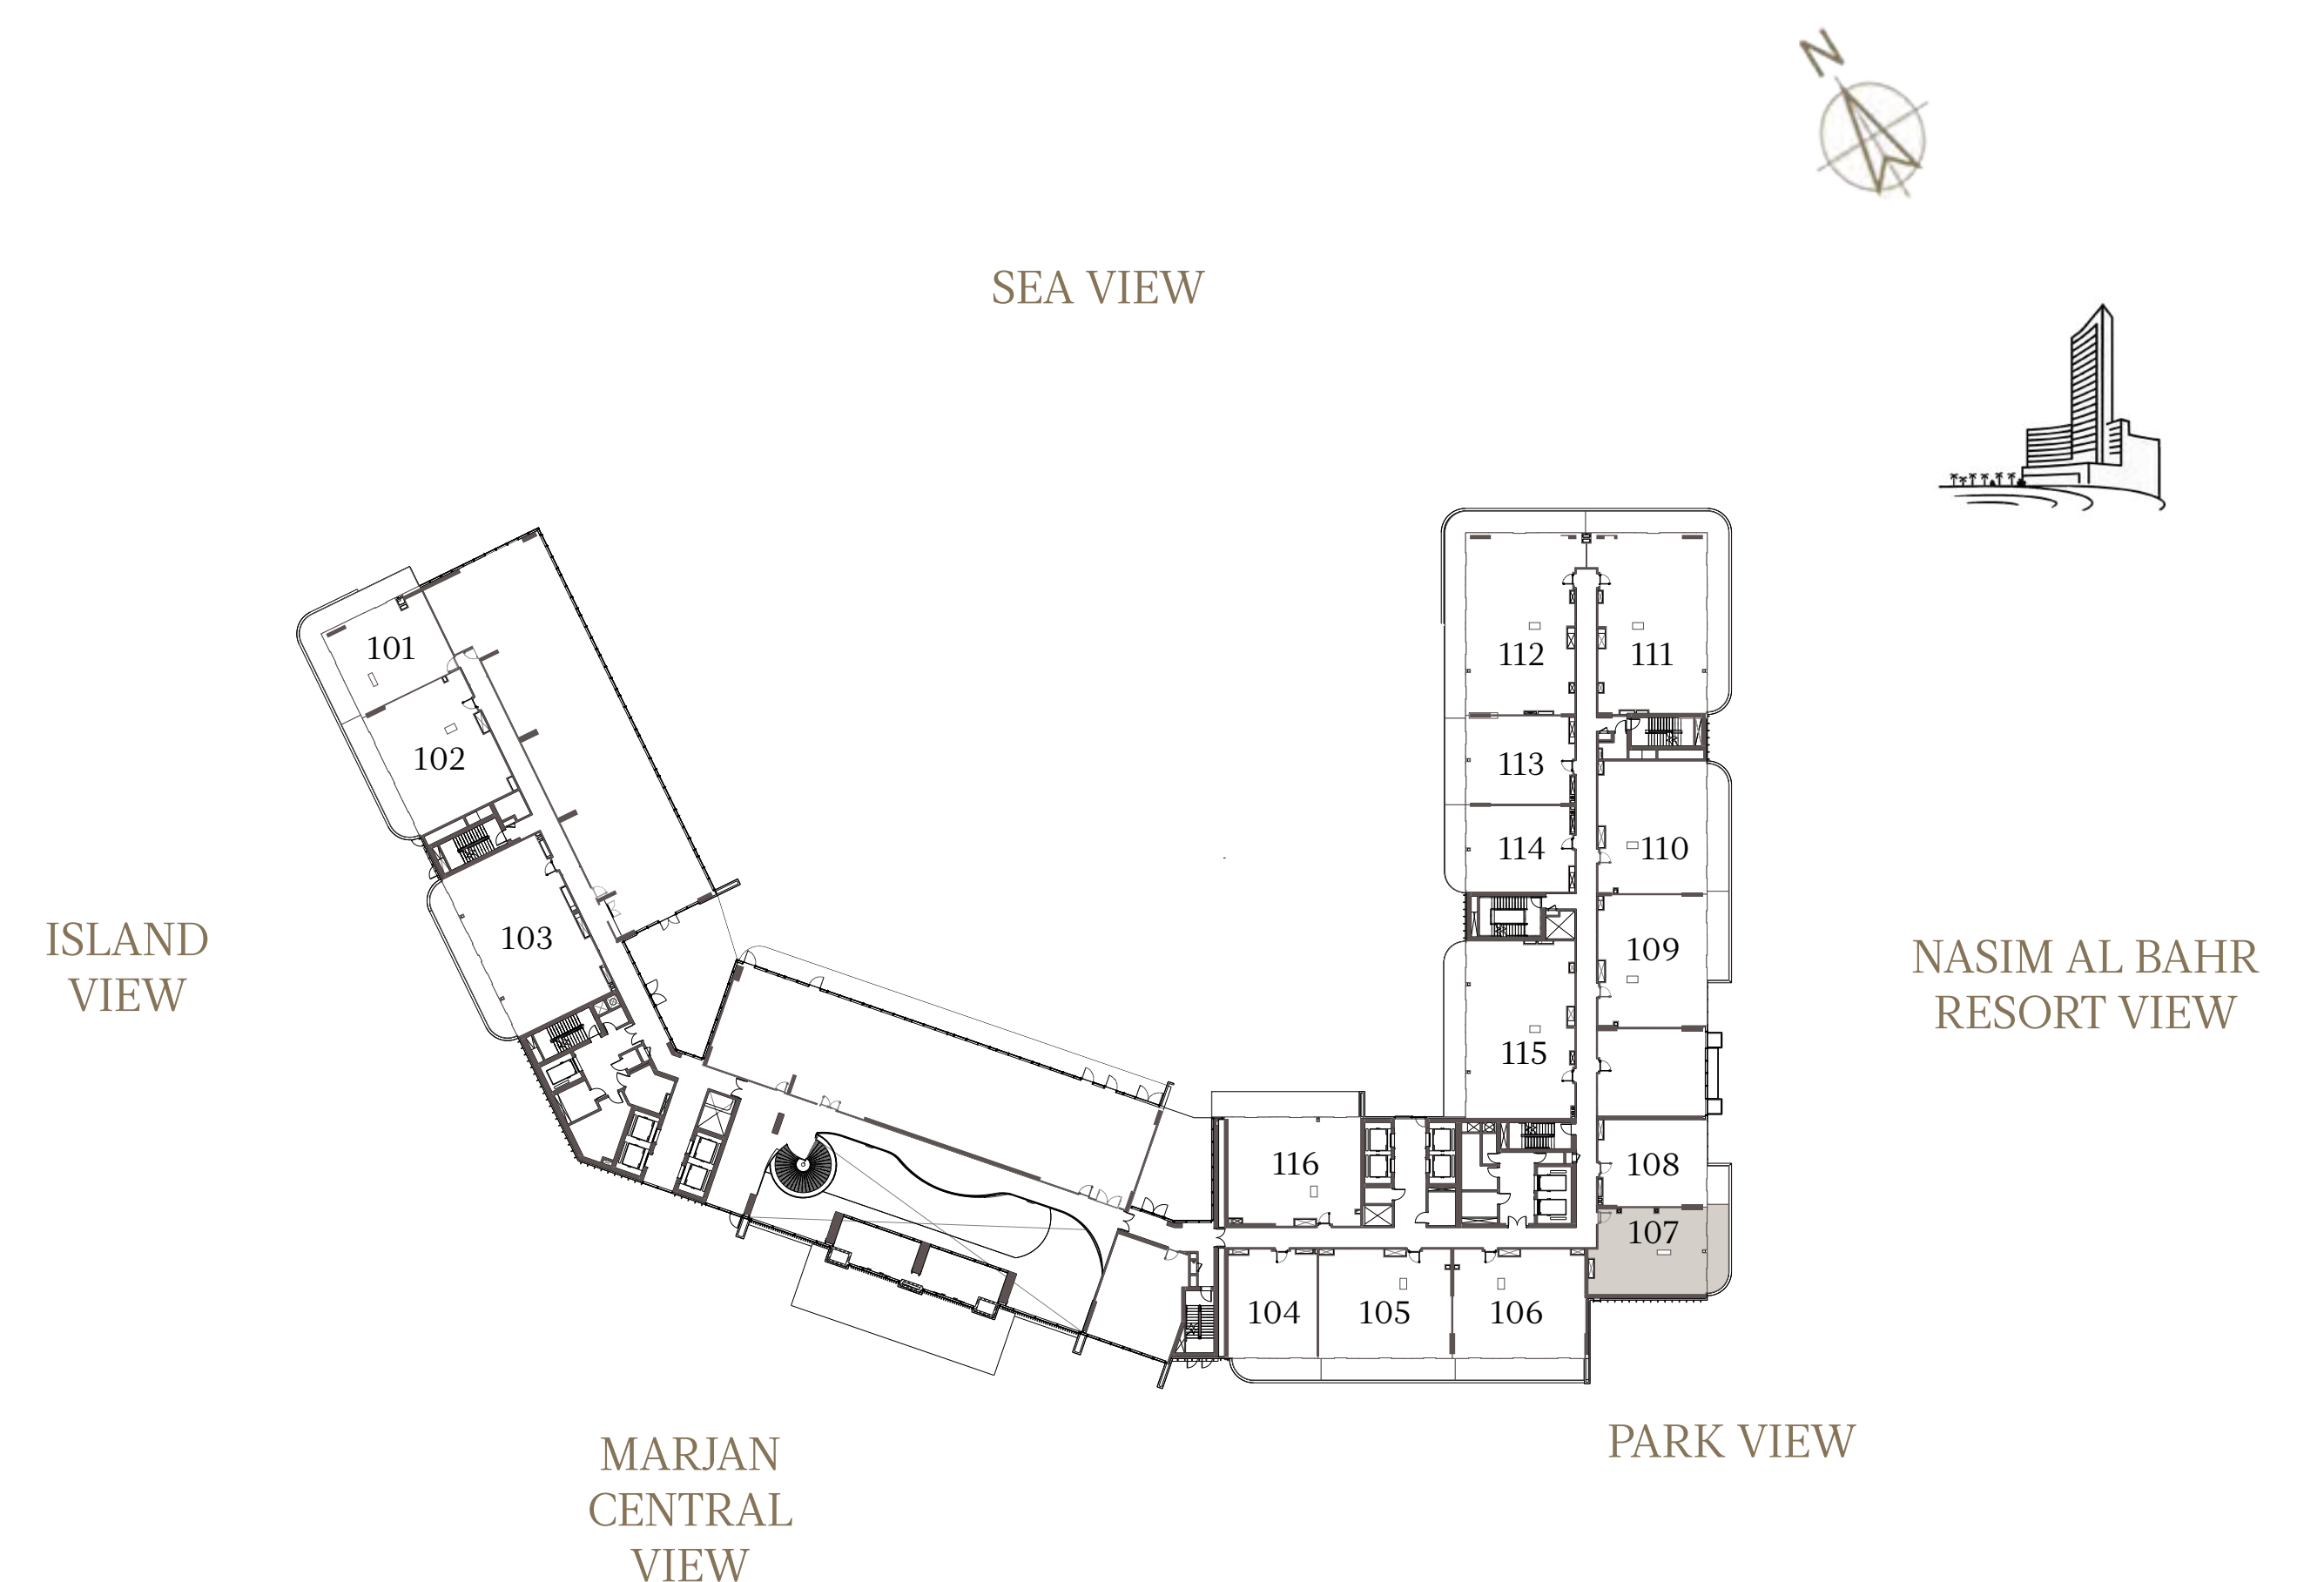 N
SEA VIEW
101
102
103
112
111
113
114
110
109
115
116
108
107
104
105
106
ISLAND
VIEW
NASIM AL BAHR
RESORT VIEW
PARK VIEW
MARJAN
CENTRAL
VIEW